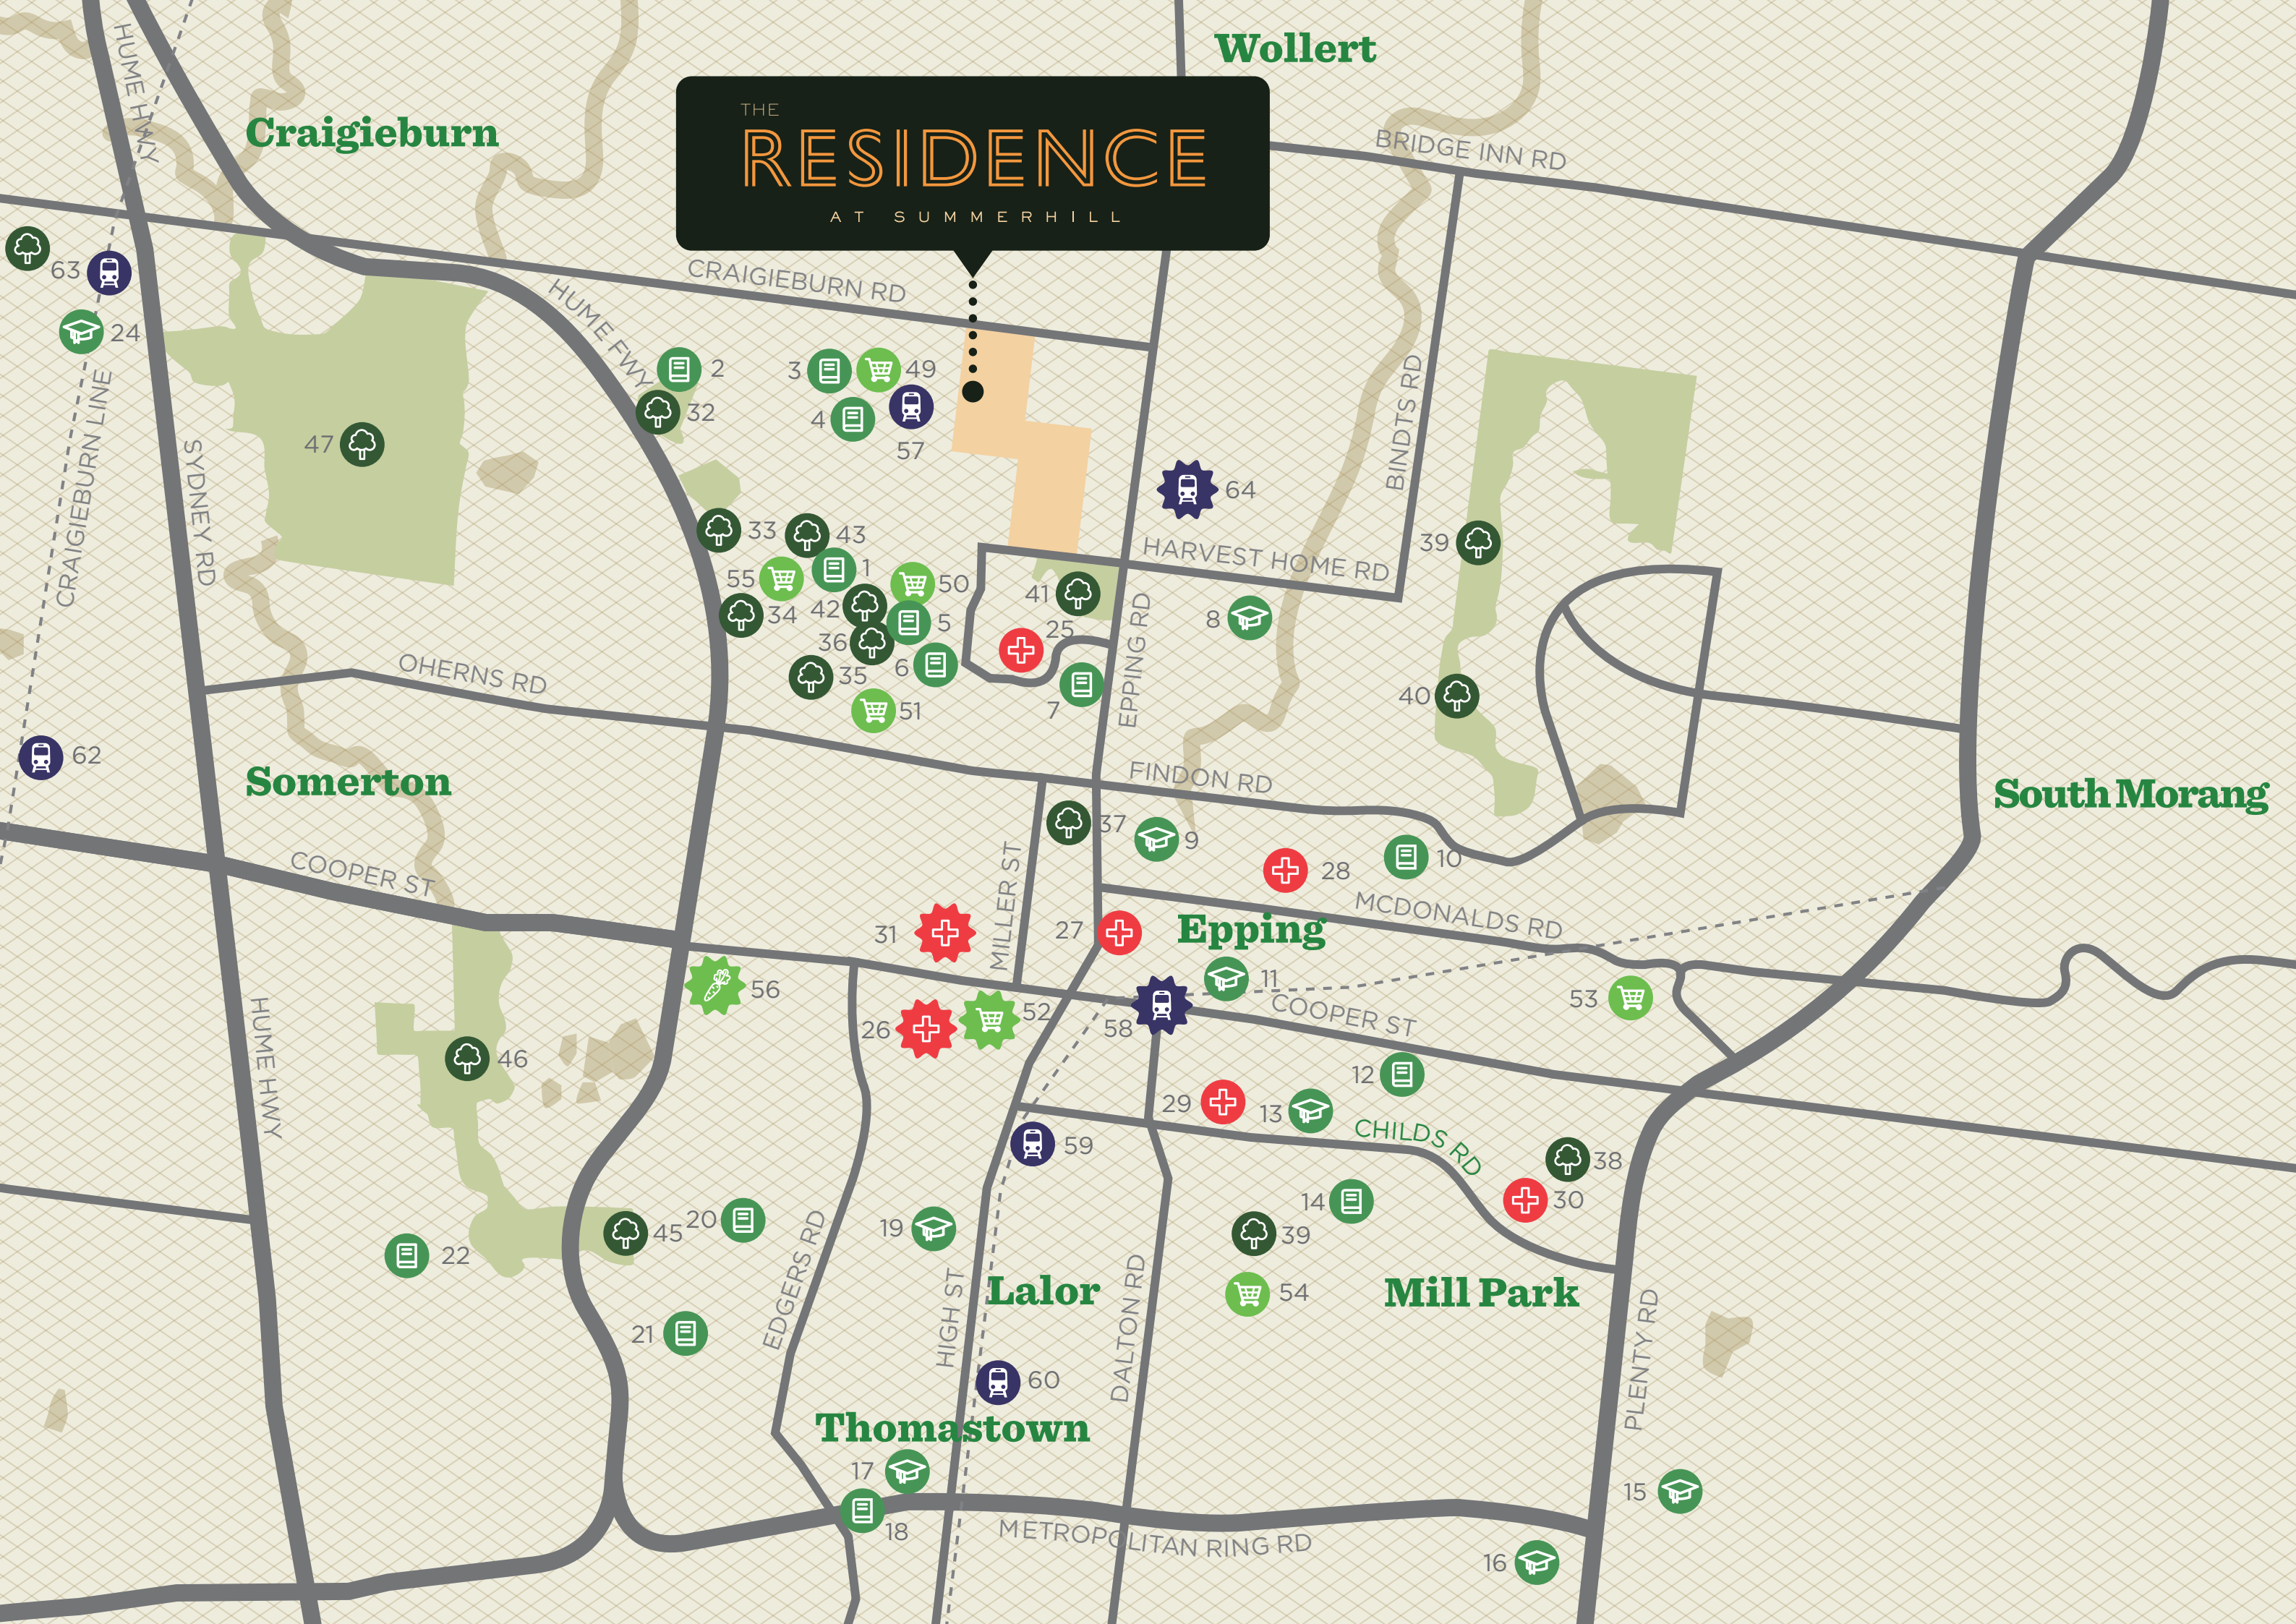 Wollert
HUME HWY
Craigieburn
THE
RESIDENCE
AT SUMMERHILL
BRIDGE INN RD
63
CRAIGIEBURN RD
HUME FWY
24
2
3
49
32
4
57
47
BINDTS RD
CRAIGIEBURN LINE
SYDNEY RD
64
33
43
39
HARVEST HOME RD
55
1
50
41
34
42
5
25
8
EPPING RD
36
6
35
40
OHERNS RD
51
7
62
Somerton
FINDON RD
South Morang
37
9
10
28
COOPER ST
MILLER ST
MCDONALDS RD
31
27
Epping
11
56
52
53
26
58
COOPER ST
HUME HWY
46
12
29
13
CHILDS RD
59
38
30
14
20
45
19
39
22
EDGERS RD
HIGH ST
Lalor
DALTON RD
54
Mill Park
21
PLENTY RD
60
Thomastown
17
15
18
METROPOLITAN RING RD
16